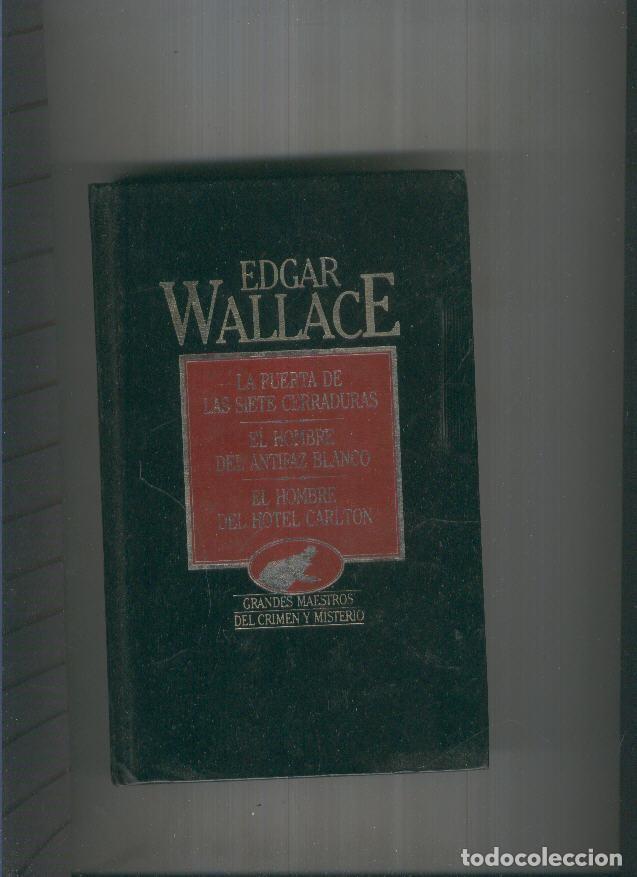 EDGAR
WALLACE
LA PUERTA DE
LAS SIETE CERRADURAS
EL HOMBRE
DEL ANTIFAZ BLANCO
EL HOMBRE
DEL HOTEL CARLTON
GRANDES MAESTROS
DEL CRIMEN Y MISTERIO
todocoleccion